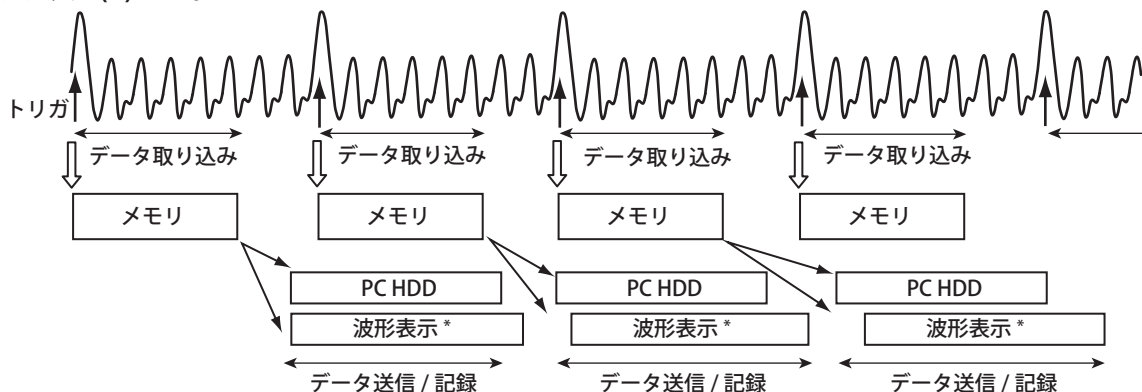 トリガ
データ取り込み データ取り込み データ取り込み データ取り込み
メモリ メモリ メモリ メモリ
PC HDD PC HDD PC HDD
波形表示 * 波形表示 * 波形表示 *
データ送信 / 記録 データ送信 / 記録 データ送信 / 記録